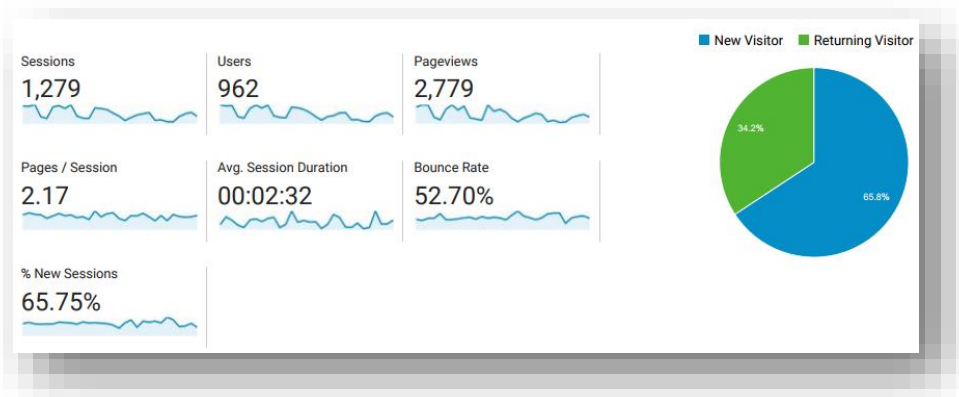 New Visitor
Returning Visitor
Sessions
1,279
Users
962
Pageviews
2,779
Pages / Session
2.17
Avg. Session Duration
00:02:32
Bounce Rate
52.70%
% New Sessions
65.75%
34.2%
65.8%